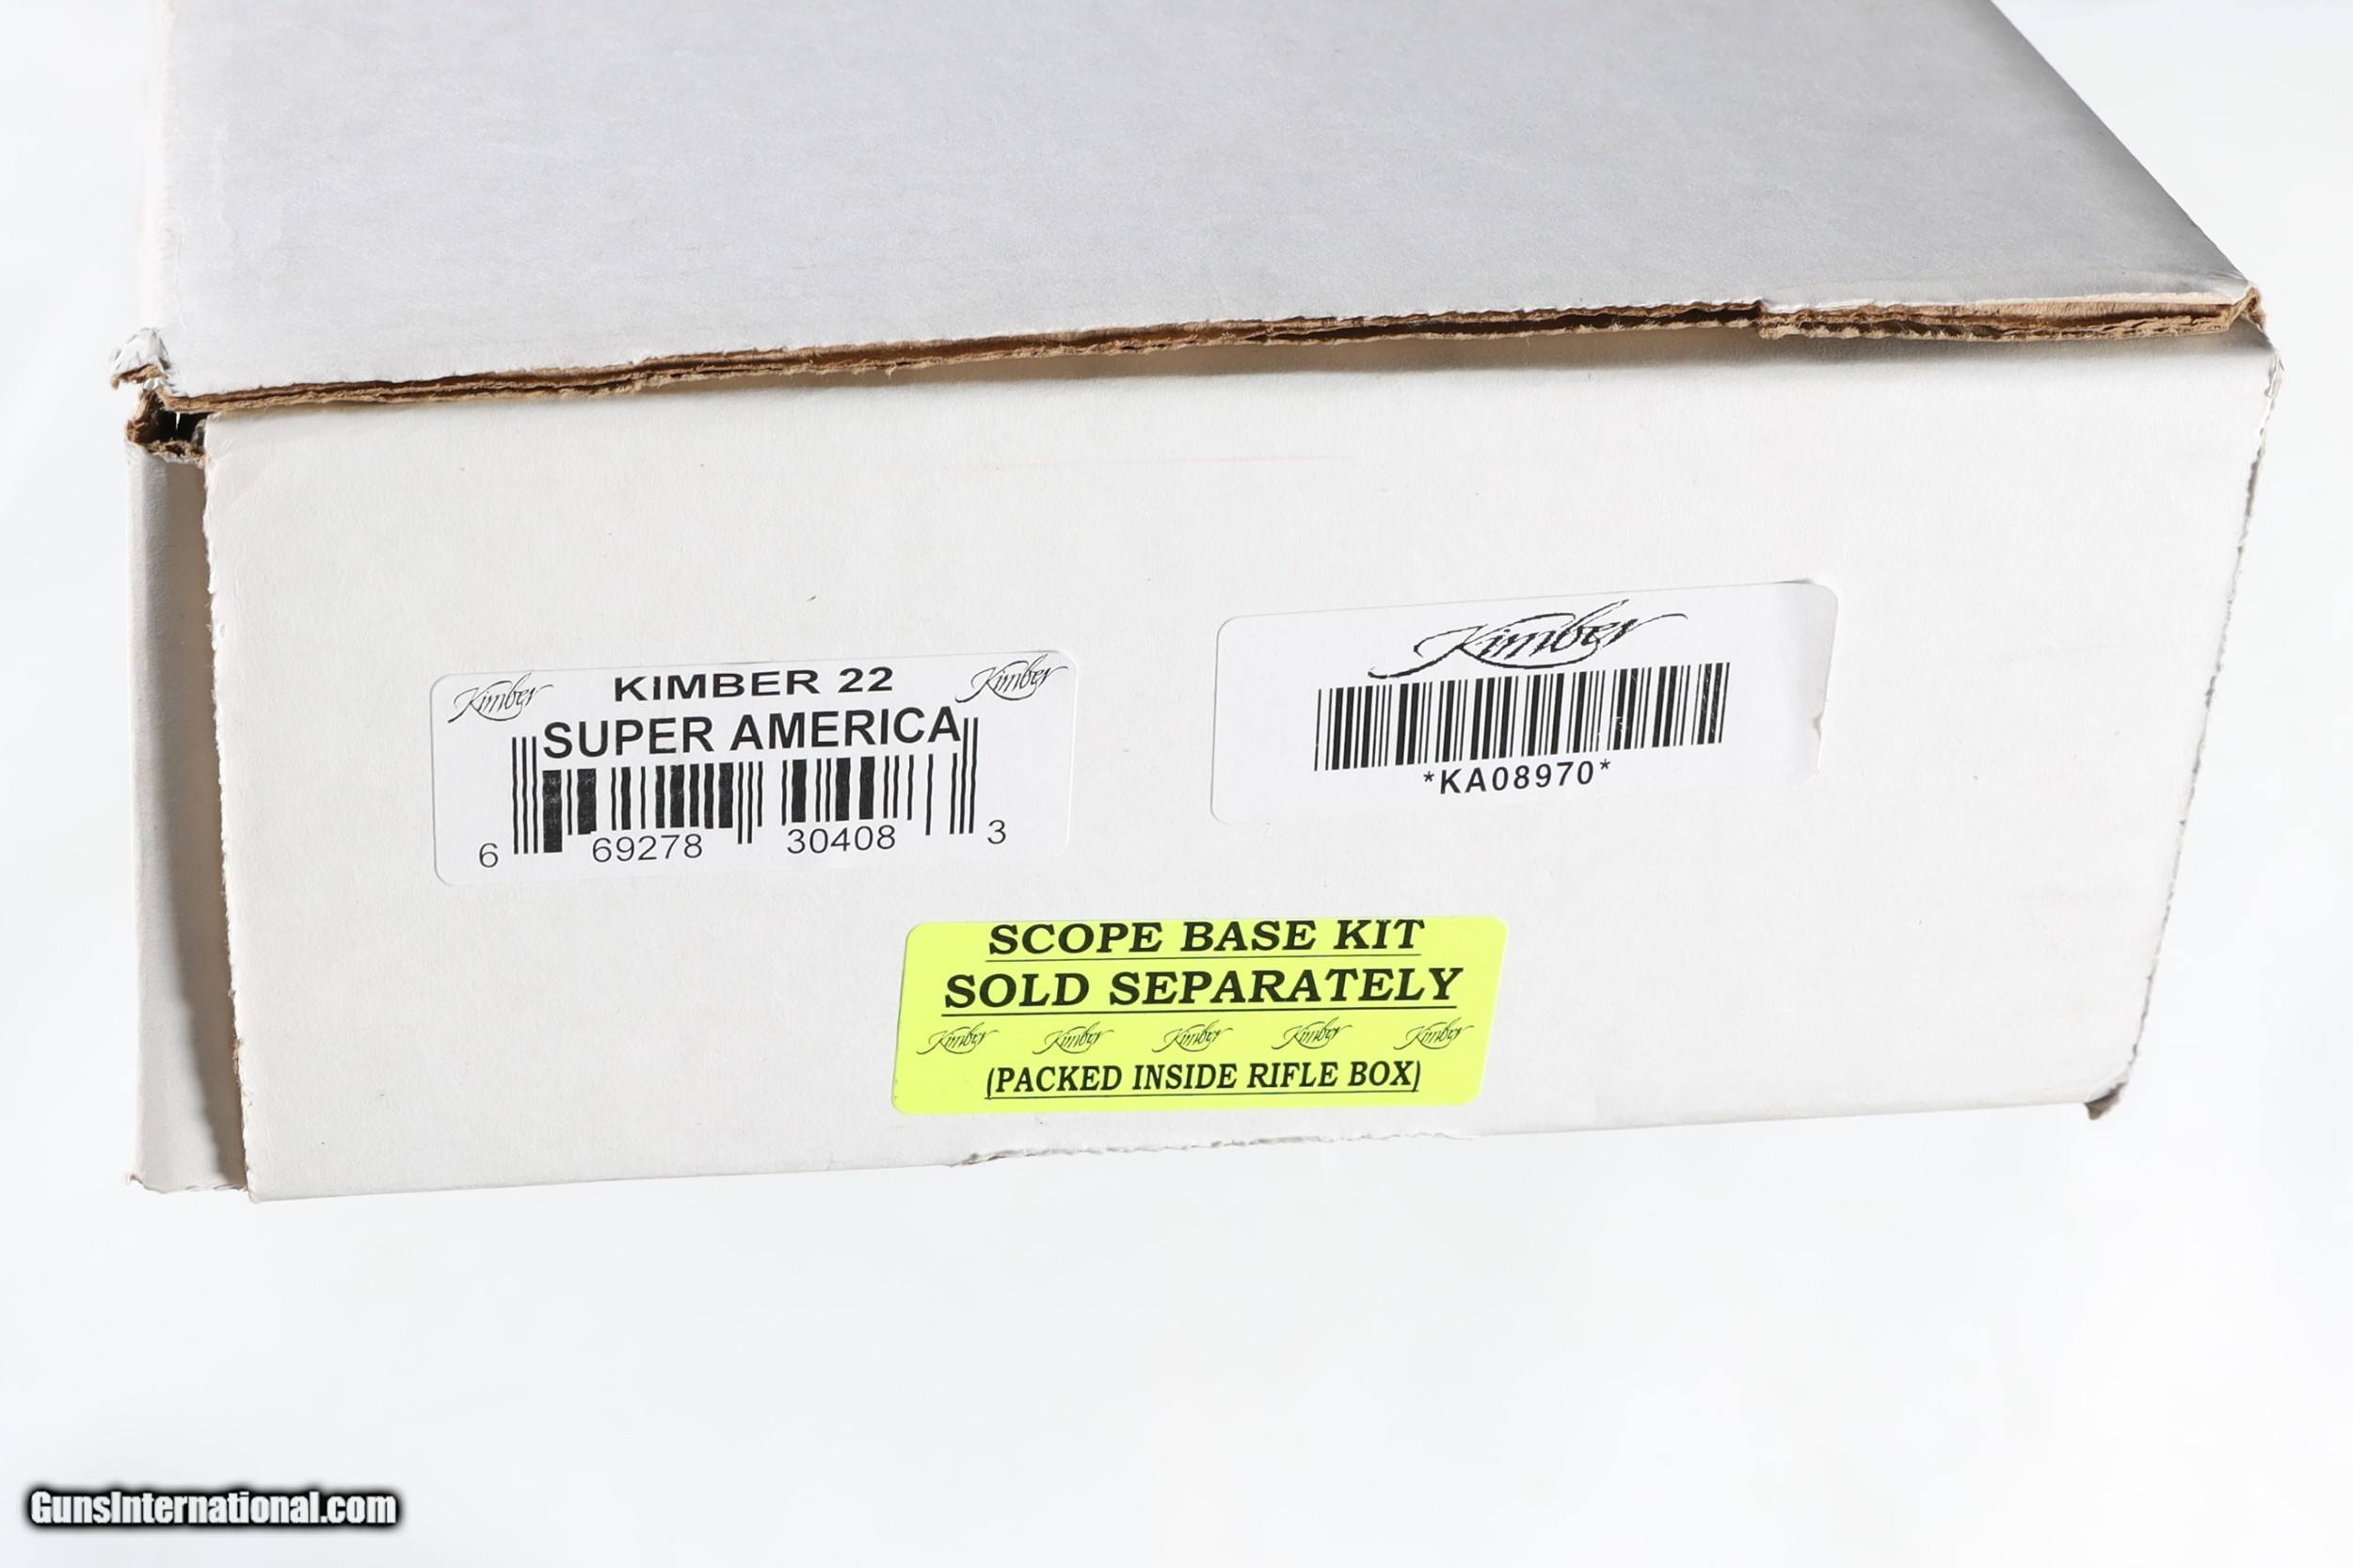 Kimber KIMBER 22 Kimber
SUPER AMERICA
6 69278 30408 3
Kimber
*KA08970*
SCOPE BASE KIT
SOLD SEPARATELY
Kimber Kimber Kimber Kimber Kimber
(PACKED INSIDE RIFLE BOX)
GunsInternational.com